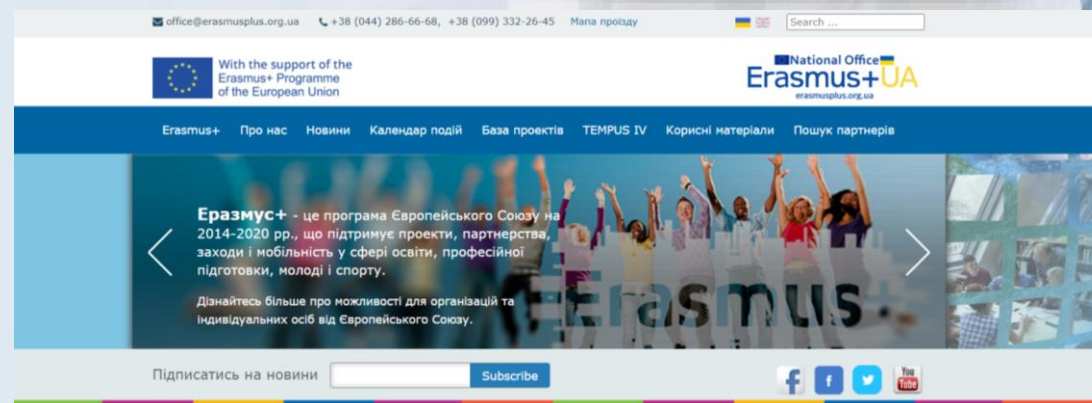 office@erasmusplus.org.ua +38 (044) 286-66-68, +38 (099) 332-26-45 Мапа проїзду Search ...
With the support of the
Erasmus+ Programme
of the European Union
National Office
Erasmus+UA
erasmusplus.org.ua
Erasmus+ Про нас Новини Календар подій База проектів TEMPUS IV Корисні матеріали Пошук партнерів
Еразмус+ - це програма Європейського Союзу на
2014-2020 рр., що підтримує проекти, партнерства,
заходи і мобільність у сфері освіти, професійної
підготовки, молоді і спорту.
Дізнайтесь більше про можливості для організацій та
індивідуальних осіб від Європейського Союзу.
Erasmus+
Підписатись на новини Subscribe
You
Tube